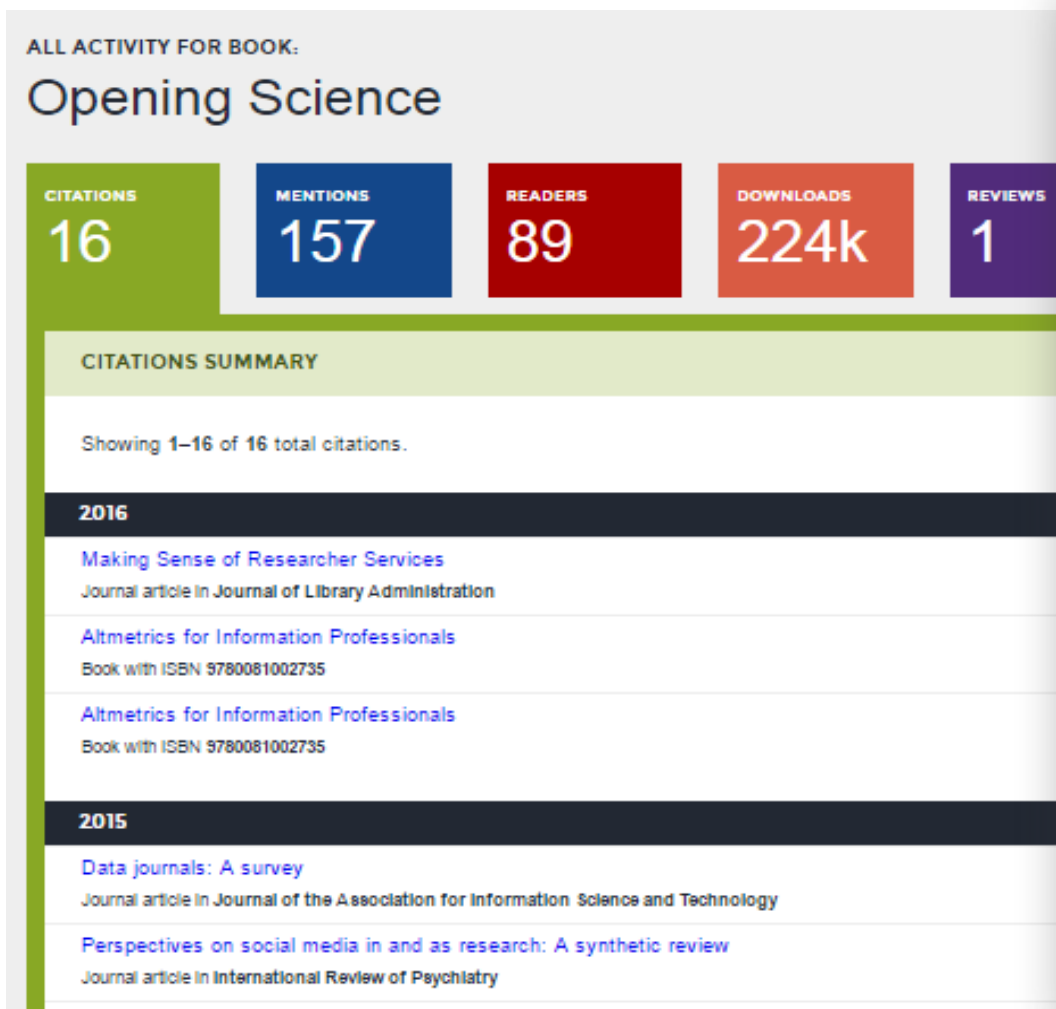 ALL ACTIVITY FOR BOOK:
Opening Science
CITATIONS MENTIONS READERS DOWNLOADS REVIEWS
16 157 89 224k 1
CITATIONS SUMMARY
Showing 1–16 of 16 total citations.
2016
Making Sense of Researcher Services
Journal article in Journal of Library Administration
Altmetrics for Information Professionals
Book with ISBN 9780081002735
Altmetrics for Information Professionals
Book with ISBN 9780081002735
2015
Data journals: A survey
Journal article in Journal of the Association for Information Science and Technology
Perspectives on social media in and as research: A synthetic review
Journal article in International Review of Psychiatry